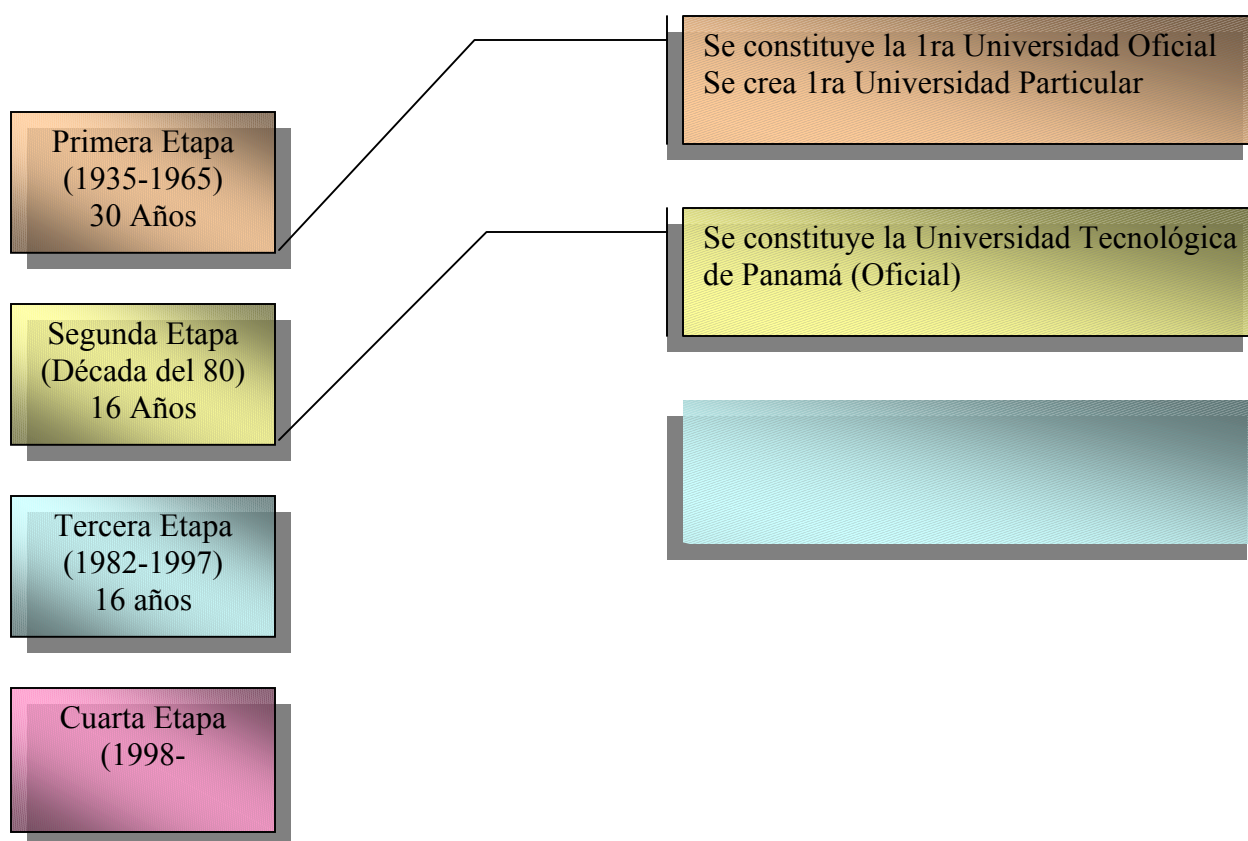 Se constituye la 1ra Universidad Oficial
Se crea 1ra Universidad Particular
Primera Etapa
(1935-1965)
30 Años
Se constituye la Universidad Tecnológica
de Panamá (Oficial)
Segunda Etapa
(Década del 80)
16 Años
Tercera Etapa
(1982-1997)
16 años
Cuarta Etapa
(1998-